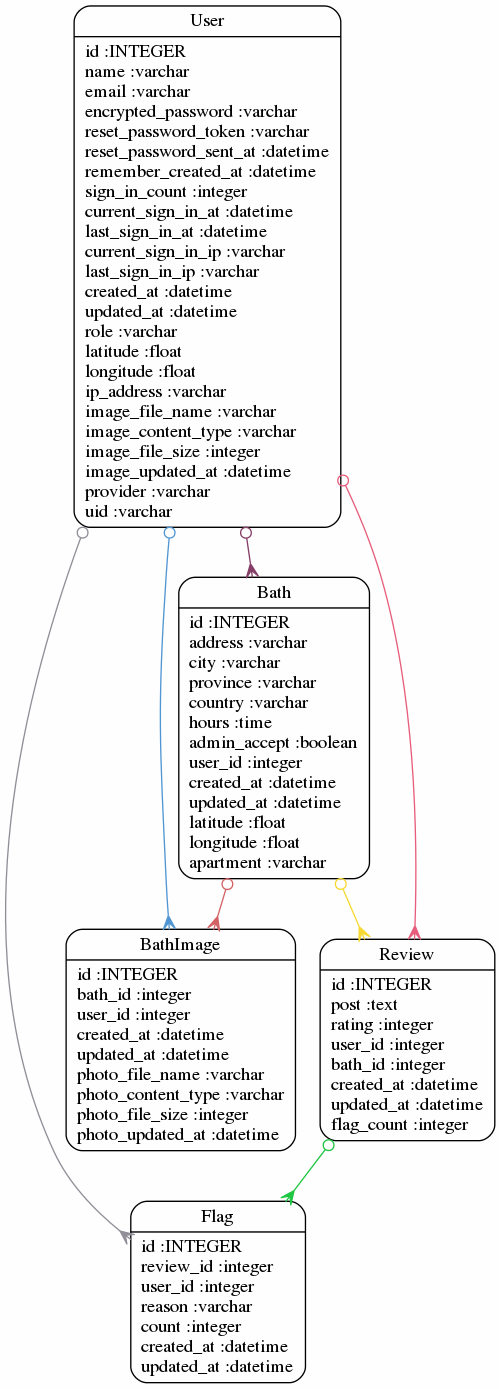 User
id :INTEGER
name :varchar
email :varchar
encrypted_password :varchar
reset_password_token :varchar
reset_password_sent_at :datetime
remember_created_at :datetime
sign_in_count :integer
current_sign_in_at :datetime
last_sign_in_at :datetime
current_sign_in_ip :varchar
last_sign_in_ip :varchar
created_at :datetime
updated_at :datetime
role :varchar
latitude :float
longitude :float
ip_address :varchar
image_file_name :varchar
image_content_type :varchar
image_file_size :integer
image_updated_at :datetime
provider :varchar
uid :varchar
Bath
id :INTEGER
address :varchar
city :varchar
province :varchar
country :varchar
hours :time
admin_accept :boolean
user_id :integer
created_at :datetime
updated_at :datetime
latitude :float
longitude :float
apartment :varchar
BathImage
id :INTEGER
bath_id :integer
user_id :integer
created_at :datetime
updated_at :datetime
photo_file_name :varchar
photo_content_type :varchar
photo_file_size :integer
photo_updated_at :datetime
Review
id :INTEGER
post :text
rating :integer
user_id :integer
bath_id :integer
created_at :datetime
updated_at :datetime
flag_count :integer
Flag
id :INTEGER
review_id :integer
user_id :integer
reason :varchar
count :integer
created_at :datetime
updated_at :datetime